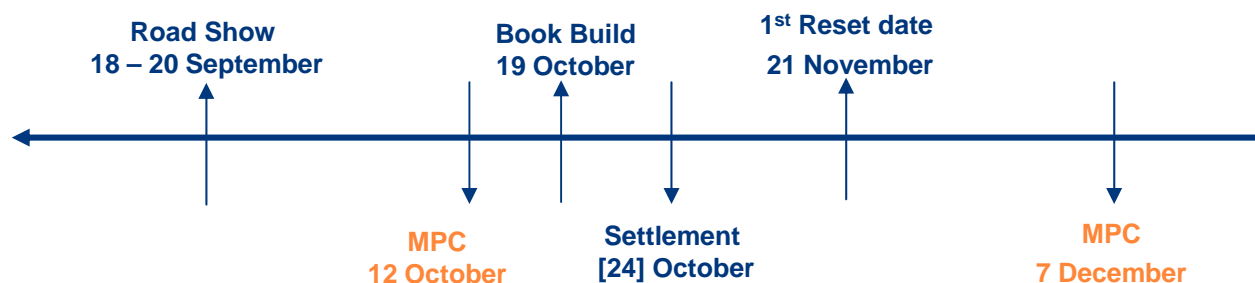 Road Show
18 – 20 September
MPC
12 October
Book Build
19 October
Settlement
[24] October
1st Reset date
21 November
MPC
7 December